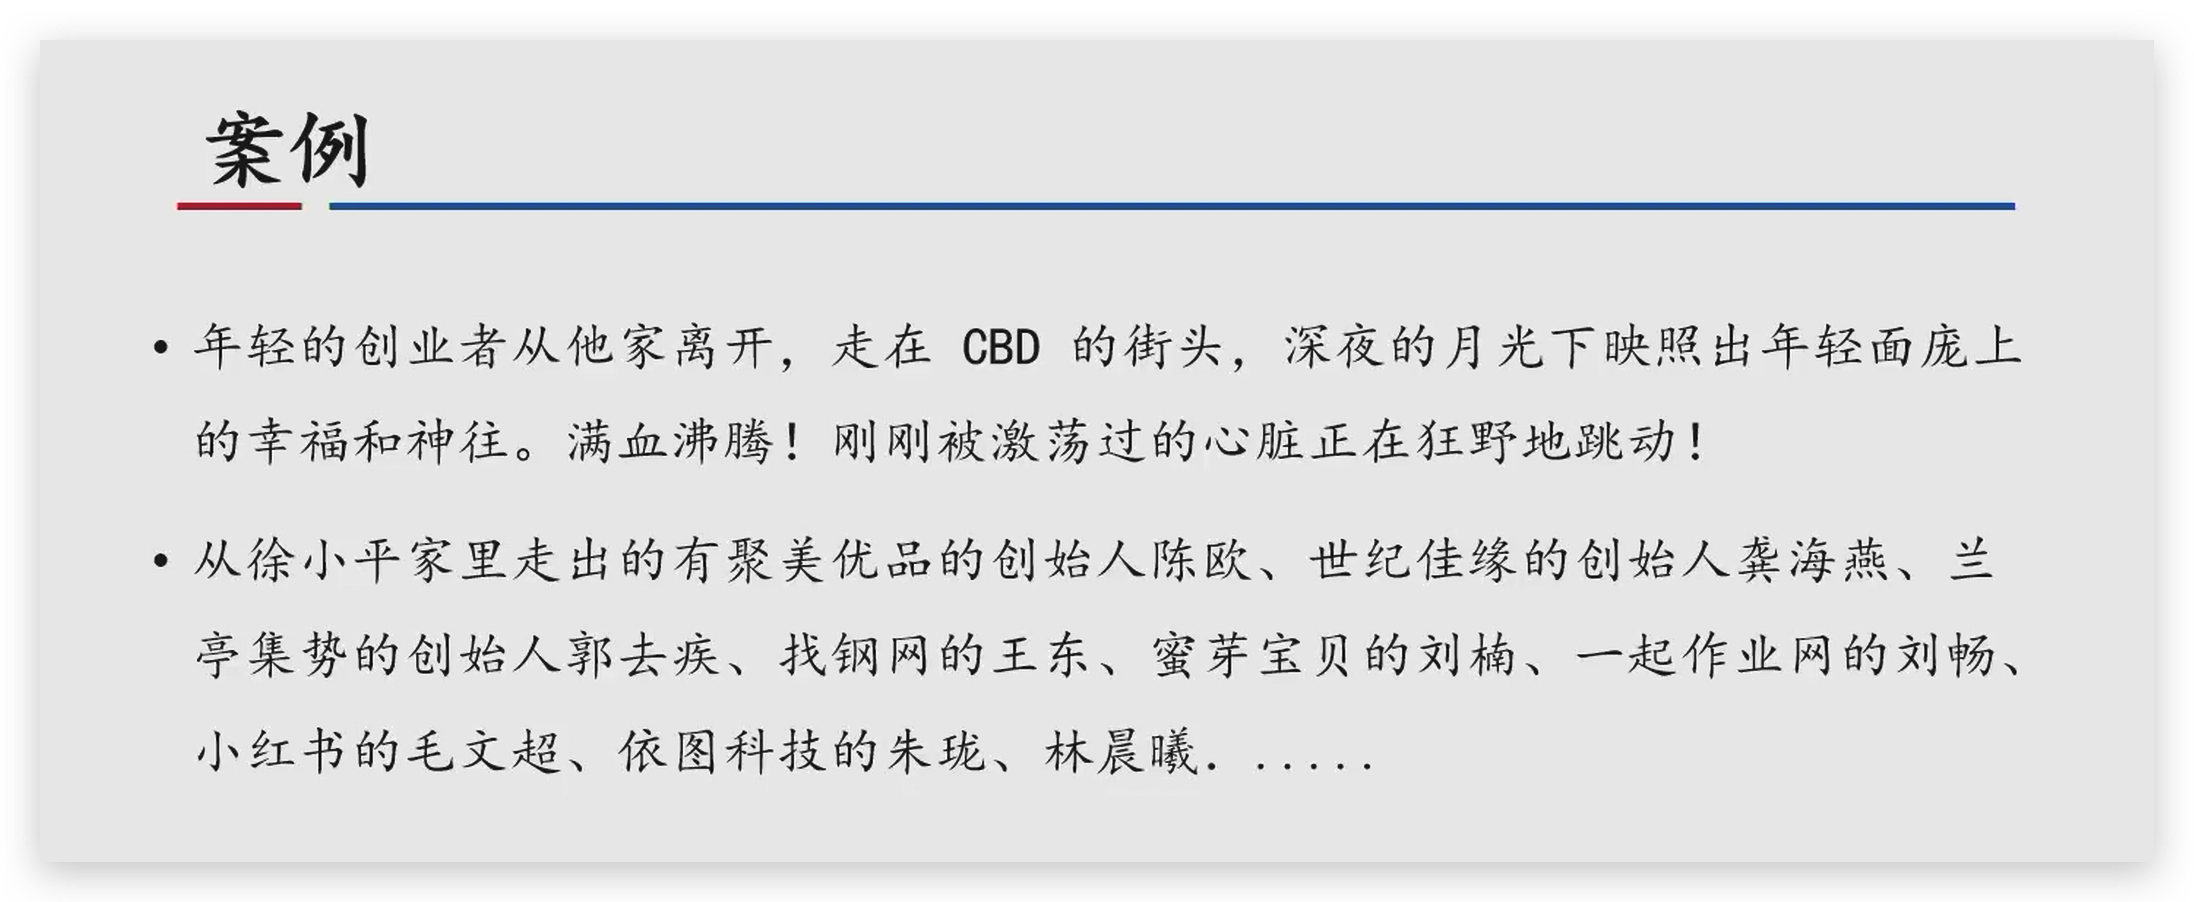 案例
• 年轻的创业者从他家离开，走在 CBD 的街头，深夜的月光下映照出年轻面庞上
的幸福和神往。满血沸腾！刚刚被激荡过的心脏正在狂野地跳动！
• 从徐小平家里走出的有聚美优品的创始人陈欧、世纪佳缘的创始人龚海燕、兰
亭集势的创始人郭去疾、找钢网的王东、蜜芽宝贝的刘楠、一起作业网的刘畅、
小红书的毛文超、依图科技的朱珑、林晨曦. .....